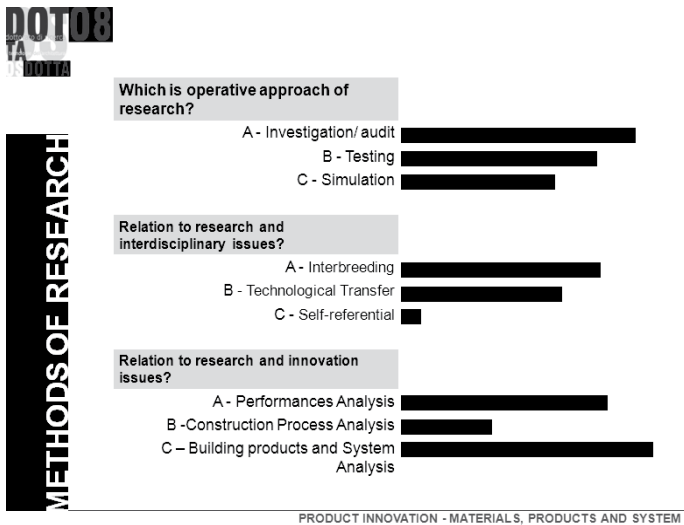 DOT08
TA
DOTTA
Which is operative approach of
research?
A - Investigation/ audit
B - Testing
C - Simulation
Relation to research and
interdisciplinary issues?
A - Interbreeding
B - Technological Transfer
C - Self-referential
Relation to research and innovation
issues?
A - Performances Analysis
B -Construction Process Analysis
C – Building products and System
Analysis
METHODS OF RESEARCH
PRODUCT INNOVATION - MATERIALS, PRODUCTS AND SYSTEM